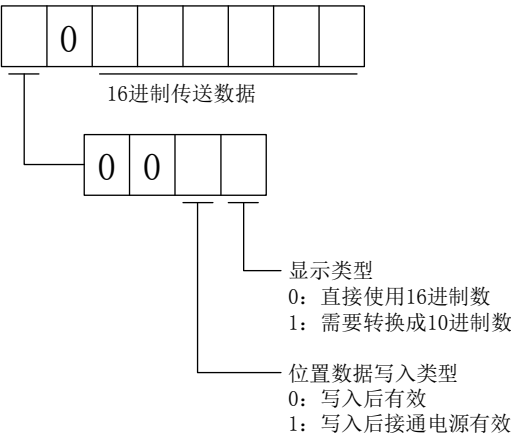 0
16进制传送数据
0 0
显示类型
0：直接使用16进制数
1：需要转换成10进制数
位置数据写入类型
0：写入后有效
1：写入后接通电源有效